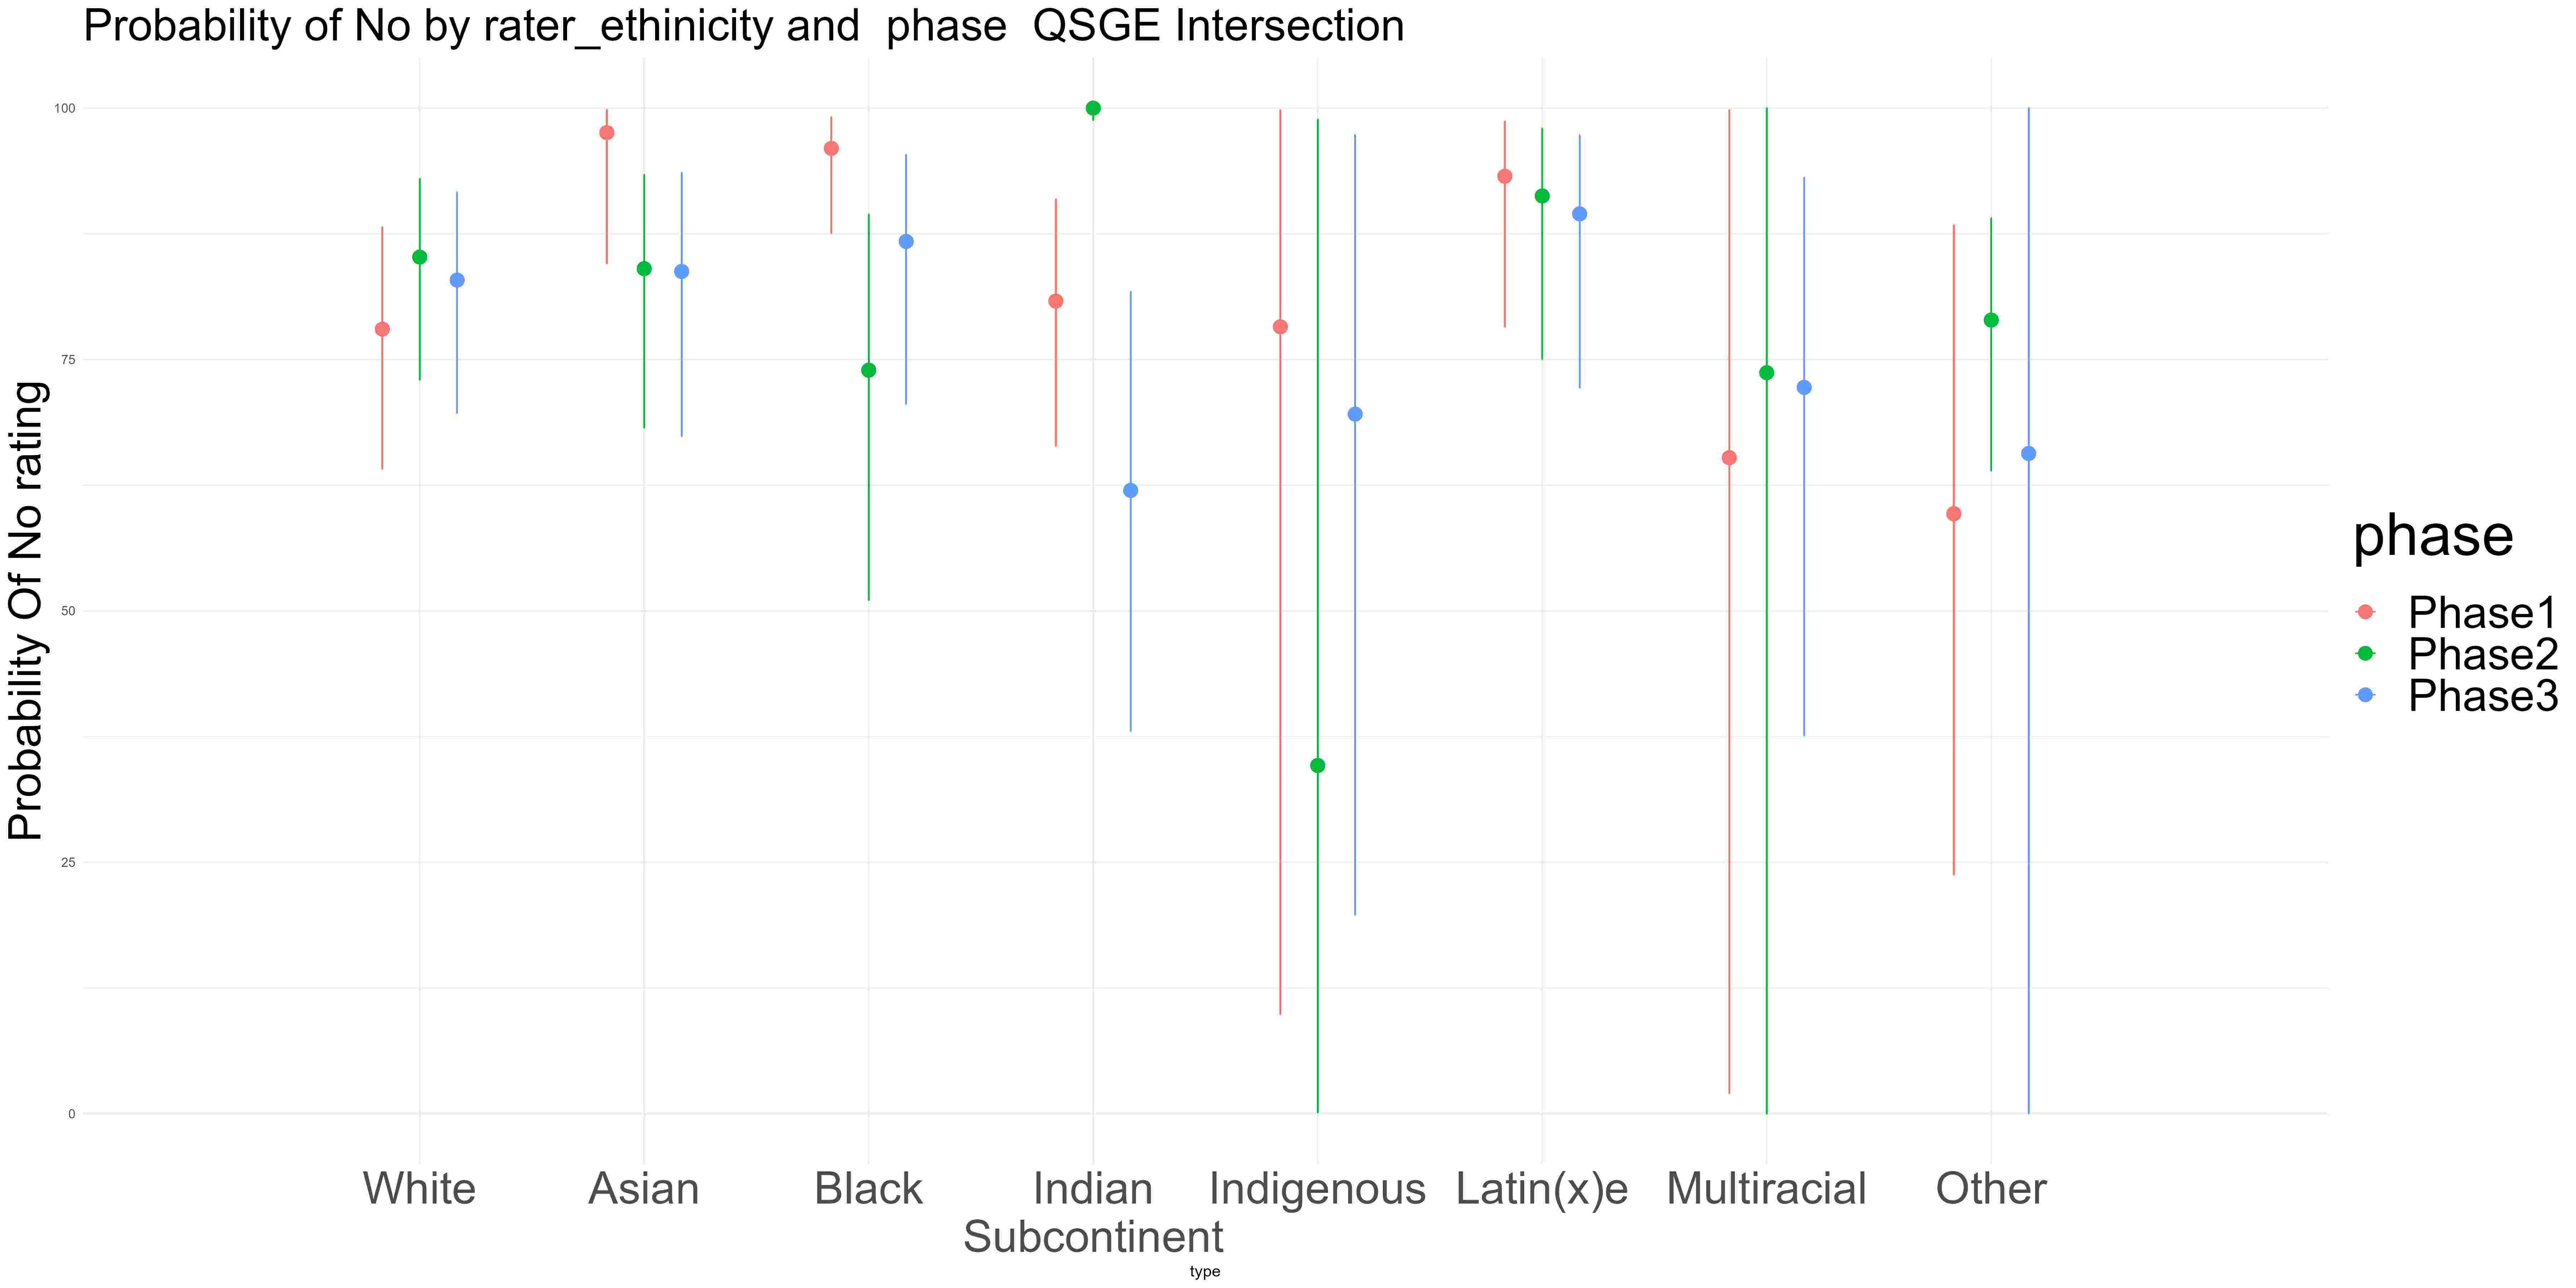 Probability of No by rater_ethinicity and  phase  QSGE Intersection
Probability Of No rating
100
75
50
25
0
White
Asian
Black
Indian
Subcontinent
Indigenous
Latin(x)e
Multiracial
Other
type
phase
Phase1
Phase2
Phase3